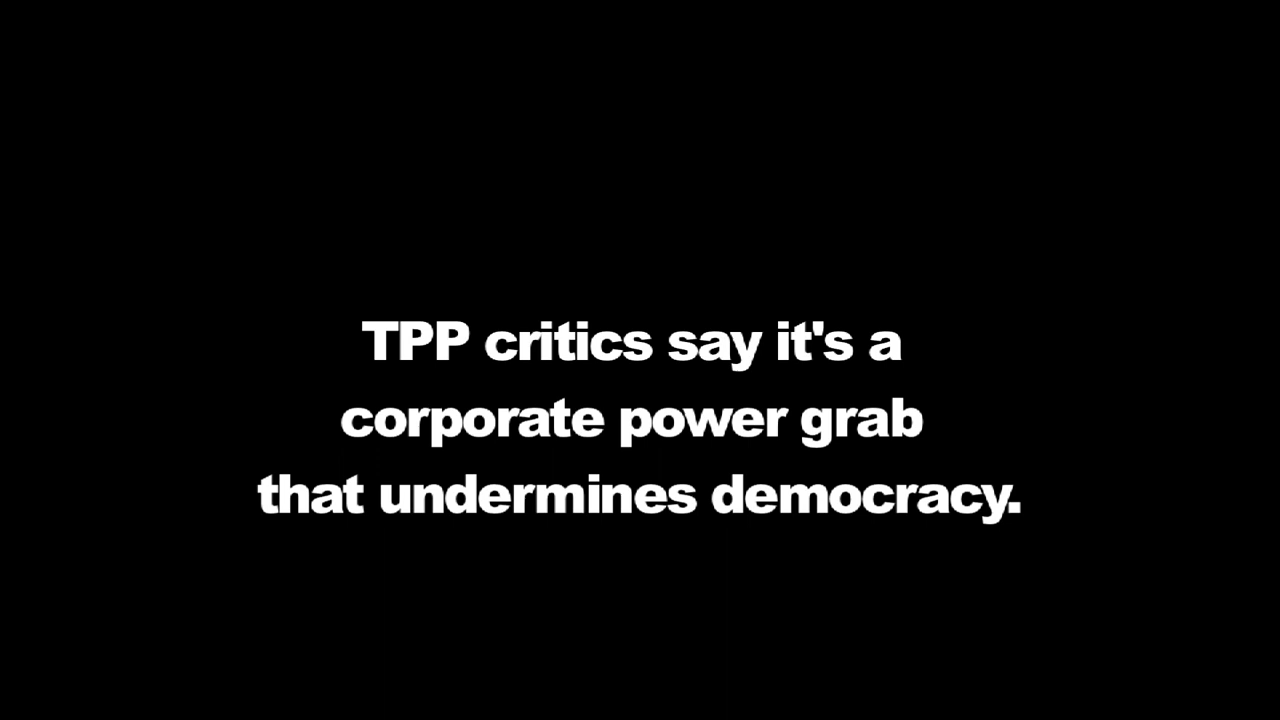 TPP critics say it's a
corporate power grab
that undermines democracy.